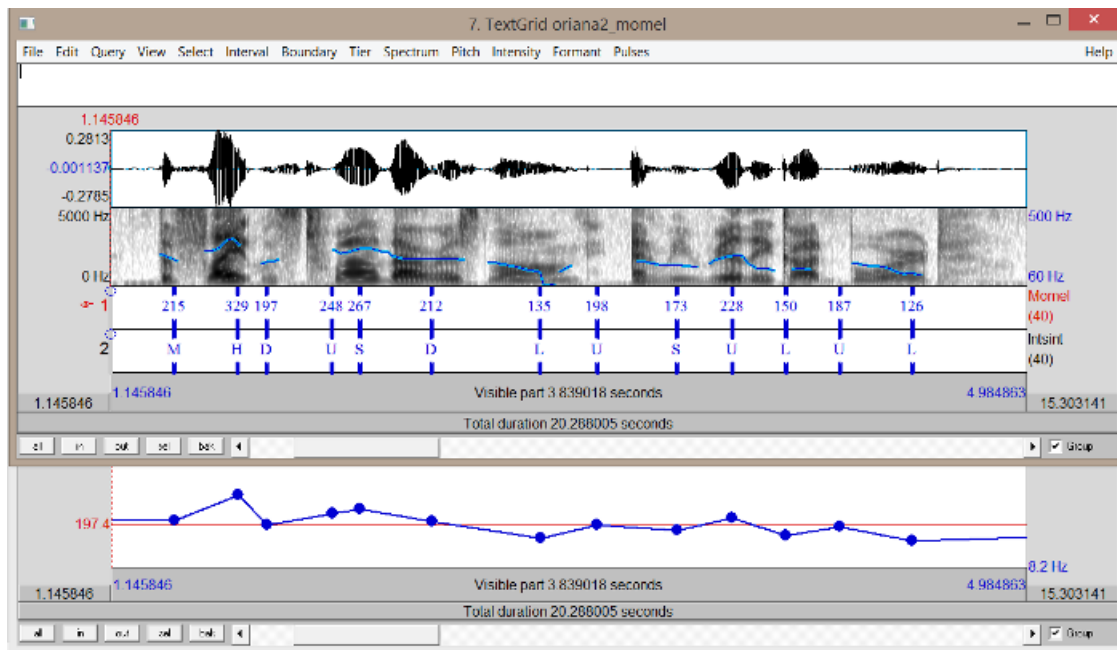 7. TextGrid oriana2_momel
File Edit Query View Select Interval Boundary Tier Spectrum Pitch Intensity Formant Pulses Help
1.145846
0.2813
-0.001137
-0.2785
5000 Hz 500 Hz
0 Hz 60 Hz
1 215 329 197 248 267 212 135 198 173 228 150 187 126 Momel
(40)
2 M H D U S D L U S U L U L Intsint
(40)
1.145846 Visible part 3.839018 seconds 4.984863
1.145846 15.303141
Total duration 20.288005 seconds
all in out sel bak Group
197.4
8.2 Hz
1.145846 Visible part 3.839018 seconds 4.984863
1.145846 15.303141
Total duration 20.288005 seconds
all in out sel bak Group